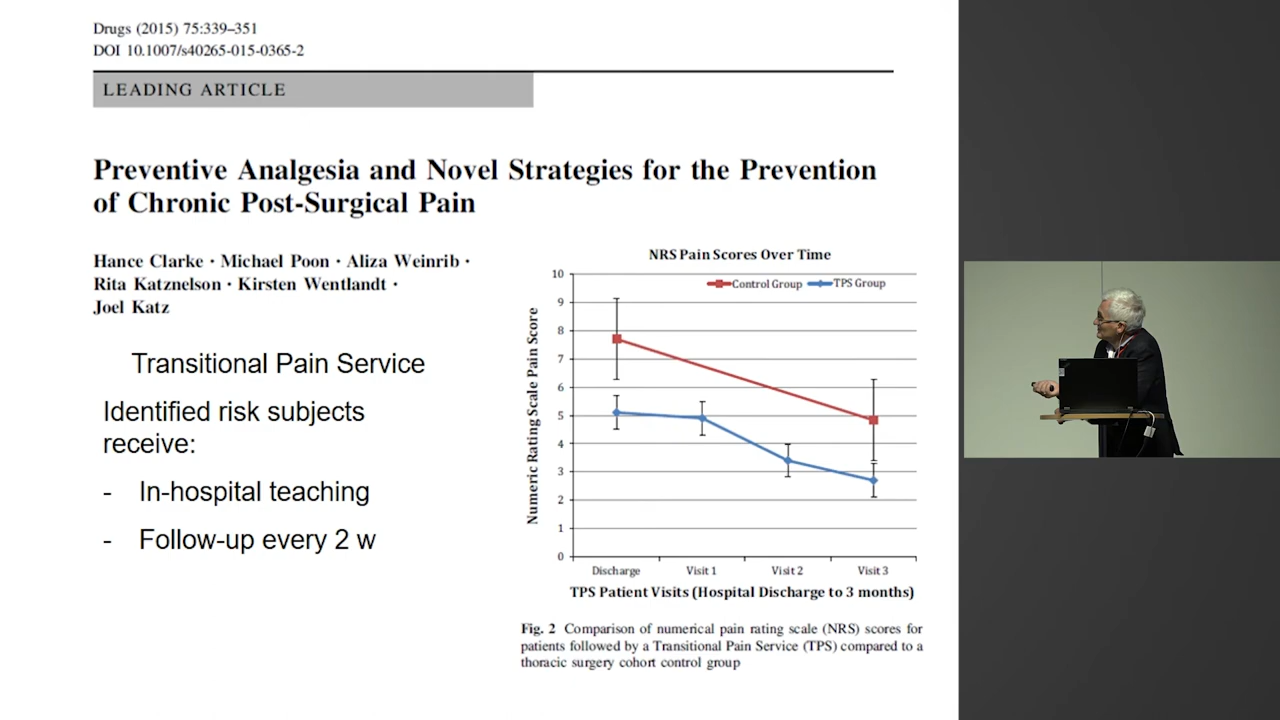 Drugs (2015) 75:339–351
DOI 10.1007/s40265-015-0365-2
LEADING ARTICLE
Preventive Analgesia and Novel Strategies for the Prevention
of Chronic Post-Surgical Pain
Hance Clarke · Michael Poon · Aliza Weinrib ·
Rita Katznelson · Kirsten Wentlandt ·
Joel Katz
Transitional Pain Service
Identified risk subjects
receive:
- In-hospital teaching
- Follow-up every 2 w
NRS Pain Scores Over Time
Control Group
TPS Group
Numeric Rating Scale Pain Score
10
9
8
7
6
5
4
3
2
1
0
Discharge
Visit 1
Visit 2
Visit 3
TPS Patient Visits (Hospital Discharge to 3 months)
Fig. 2 Comparison of numerical pain rating scale (NRS) scores for
patients followed by a Transitional Pain Service (TPS) compared to a
thoracic surgery cohort control group